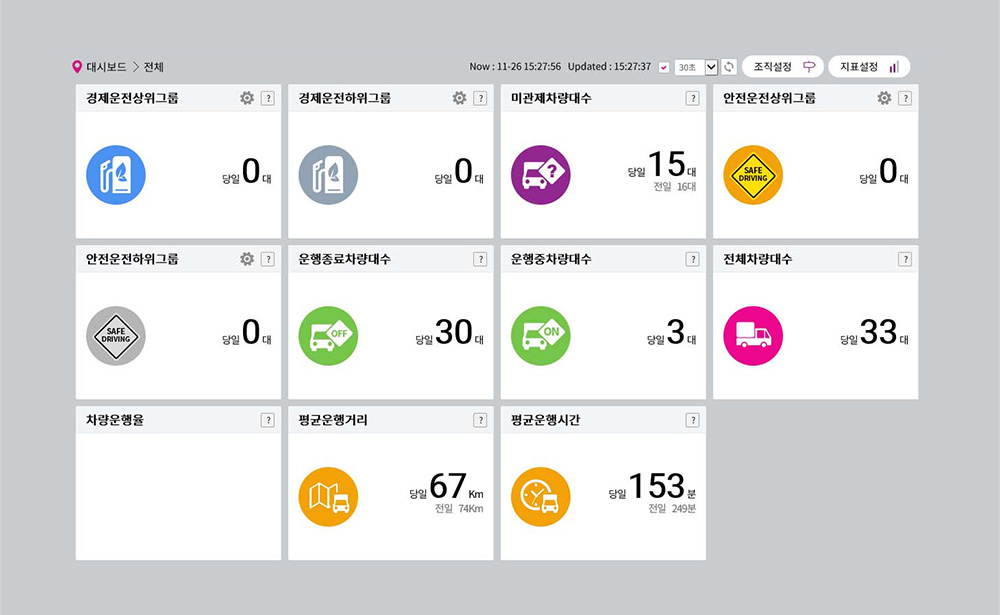 대시보드 > 전체
Now : 11-26 15:27:56 Updated : 15:27:37 30초 조직설정 지표설정
경제운전상위그룹 ?
당일 0 대
경제운전하위그룹 ?
당일 0 대
미관제차량대수 ?
?
당일 15 대
전일 16대
안전운전상위그룹 ?
SAFE
DRIVING
당일 0 대
안전운전하위그룹 ?
SAFE
DRIVING
당일 0 대
운행종료차량대수 ?
OFF
당일 30 대
운행중차량대수 ?
ON
당일 3 대
전체차량대수 ?
당일 33 대
차량운행율 ?
평균운행거리 ?
당일 67 Km
전일 74Km
평균운행시간 ?
당일 153 분
전일 249분